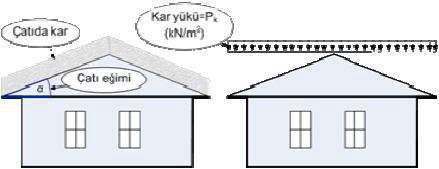 Çatıda kar
Çatı eğimi
α
Kar yükü=Pk
(kN/m²)